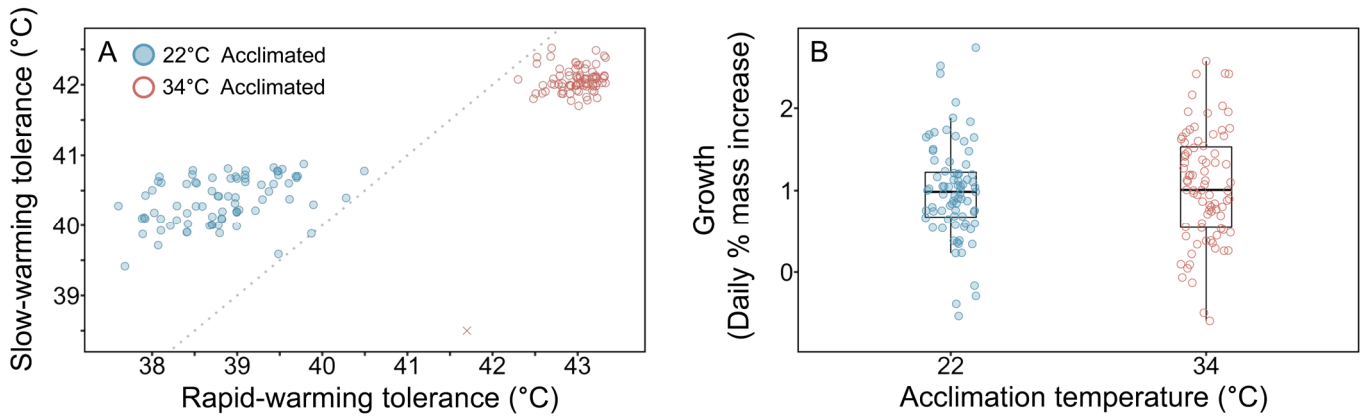 A
22°C Acclimated
34°C Acclimated
Slow-warming tolerance (°C)
42
41
40
39
38
39
40
41
42
43
Rapid-warming tolerance (°C)
B
Growth
(Daily % mass increase)
2
1
0
22
34
Acclimation temperature (°C)